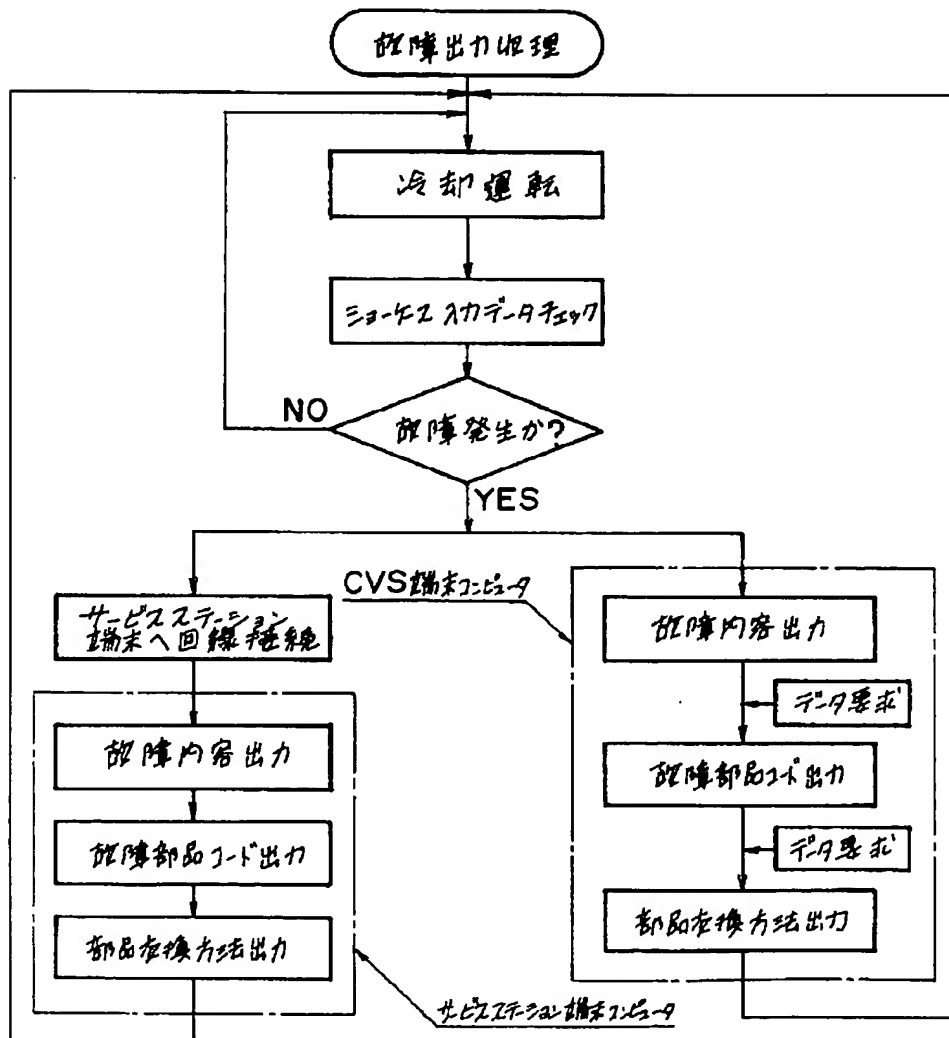 故障出力処理
冷却運転
ショーケス入力データチェック
NO
故障発生か?
YES
CVS端末コンピュータ
サービスステーション
端末へ回線接続
故障内容出力
データ要求
故障内容出力
故障部品コード出力
故障部品コード出力
データ要求
部品交換方法出力
部品交換方法出力
サービスステーション端末コンピュータ